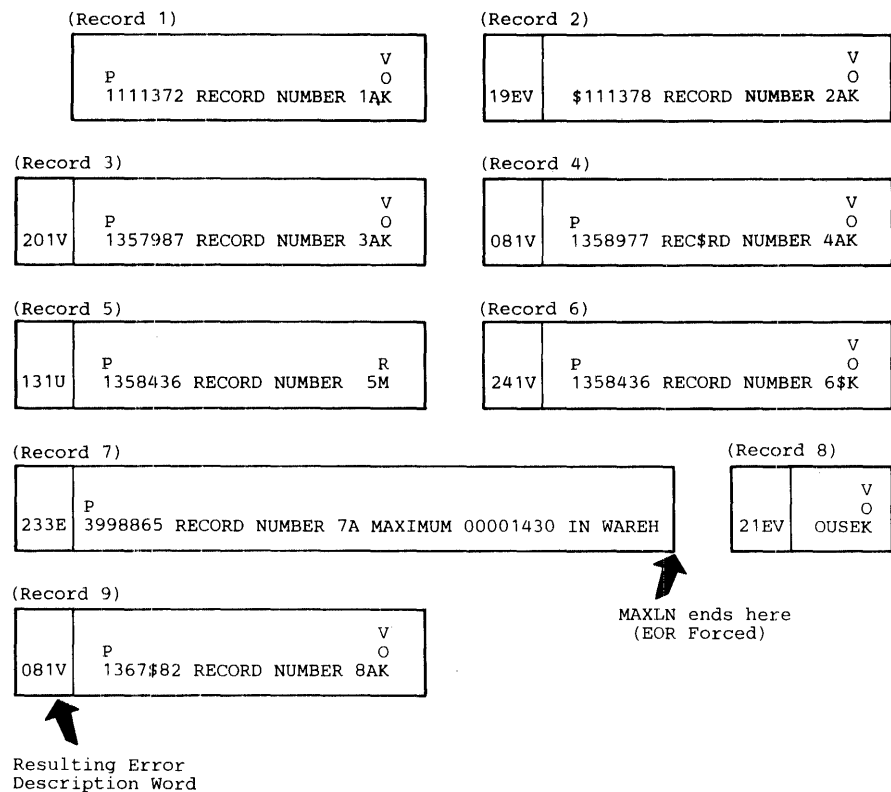 (Record 1)
V
P O
1111372 RECORD NUMBER 1AK
(Record 2)
V
O
19EV $111378 RECORD NUMBER 2AK
(Record 3)
V
P O
201V 1357987 RECORD NUMBER 3AK
(Record 4)
V
P O
081V 1358977 REC$RD NUMBER 4AK
(Record 5)
P R
131U 1358436 RECORD NUMBER 5M
(Record 6)
V
P O
241V 1358436 RECORD NUMBER 6$K
(Record 7)
P
233E 3998865 RECORD NUMBER 7A MAXIMUM 00001430 IN WAREH
(Record 8)
V
O
21EV OUSEK
MAXLN ends here
(EOR Forced)
(Record 9)
V
P O
081V 1367$82 RECORD NUMBER 8AK
Resulting Error
Description Word